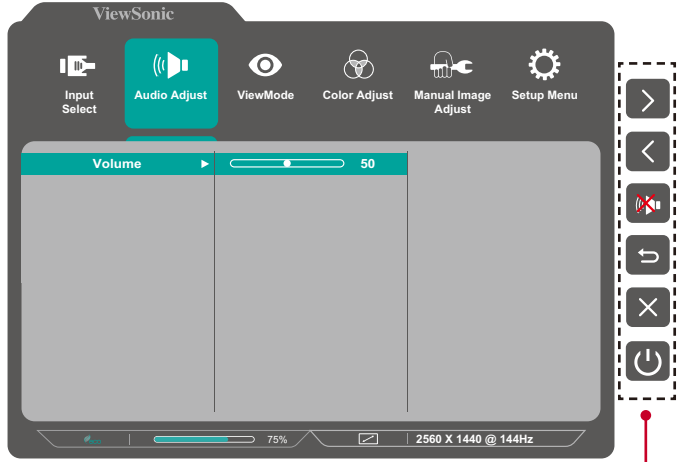 ViewSonic
Input
Select
Audio Adjust
ViewMode
Color Adjust
Manual Image
Adjust
Setup Menu
Volume
50
75%
2560 X 1440 @ 144Hz